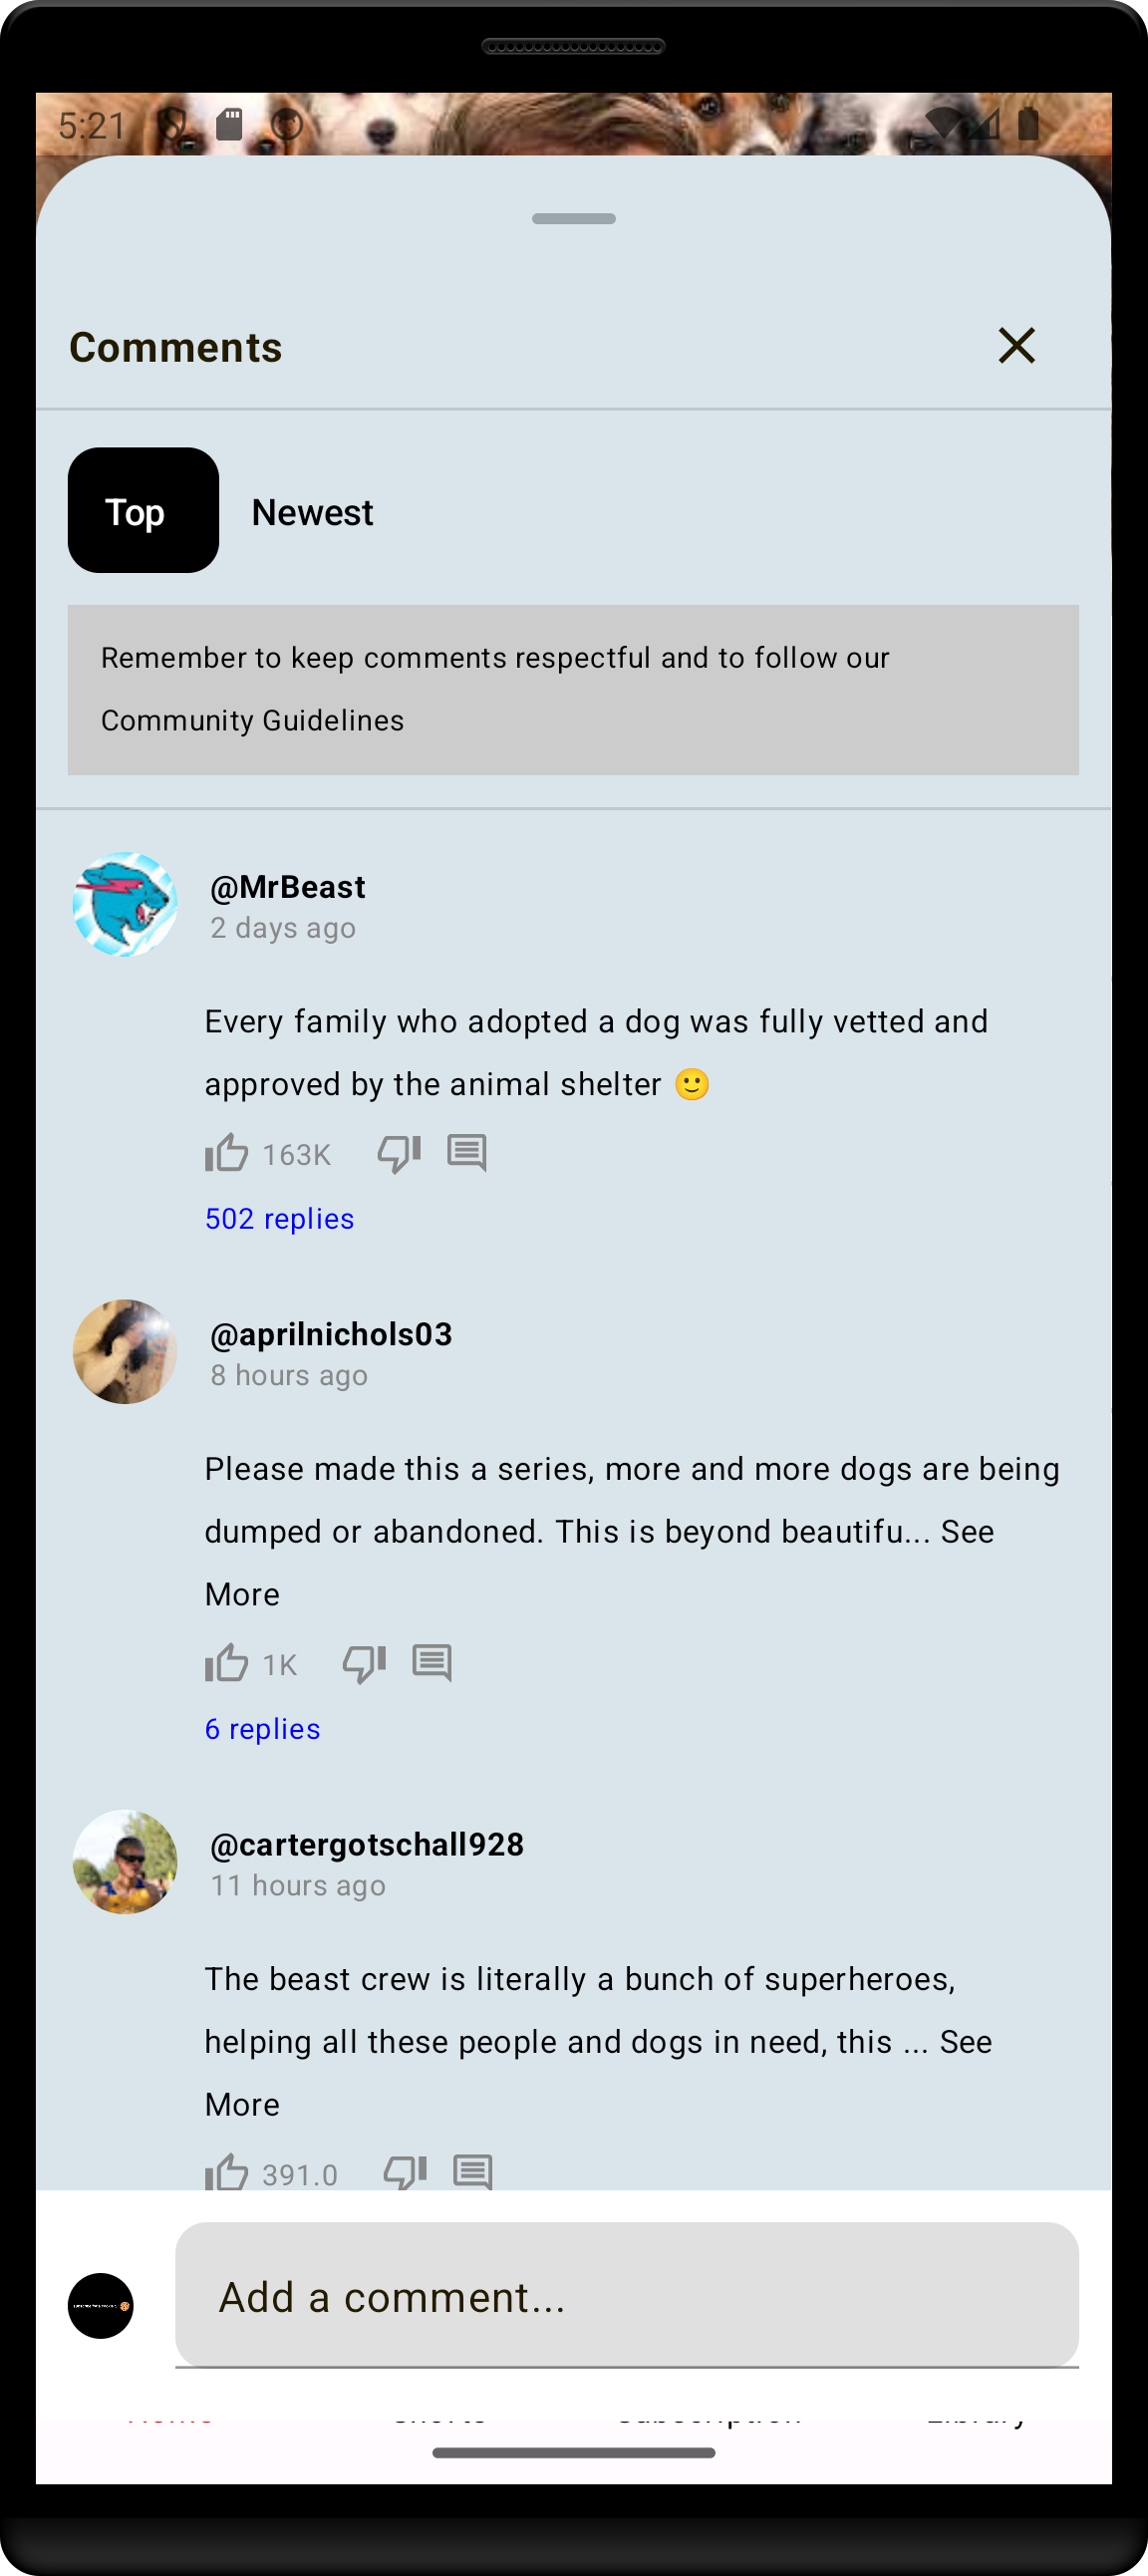 5:21
Comments
Top Newest
Remember to keep comments respectful and to follow our
Community Guidelines
@MrBeast
2 days ago
Every family who adopted a dog was fully vetted and
approved by the animal shelter 🙂
163K
502 replies
@aprilnichols03
8 hours ago
Please made this a series, more and more dogs are being
dumped or abandoned. This is beyond beautifu... See
More
1K
6 replies
@cartergotschall928
11 hours ago
The beast crew is literally a bunch of superheroes,
helping all these people and dogs in need, this ... See
More
391.0
Add a comment...
Home Shorts Subscription Library